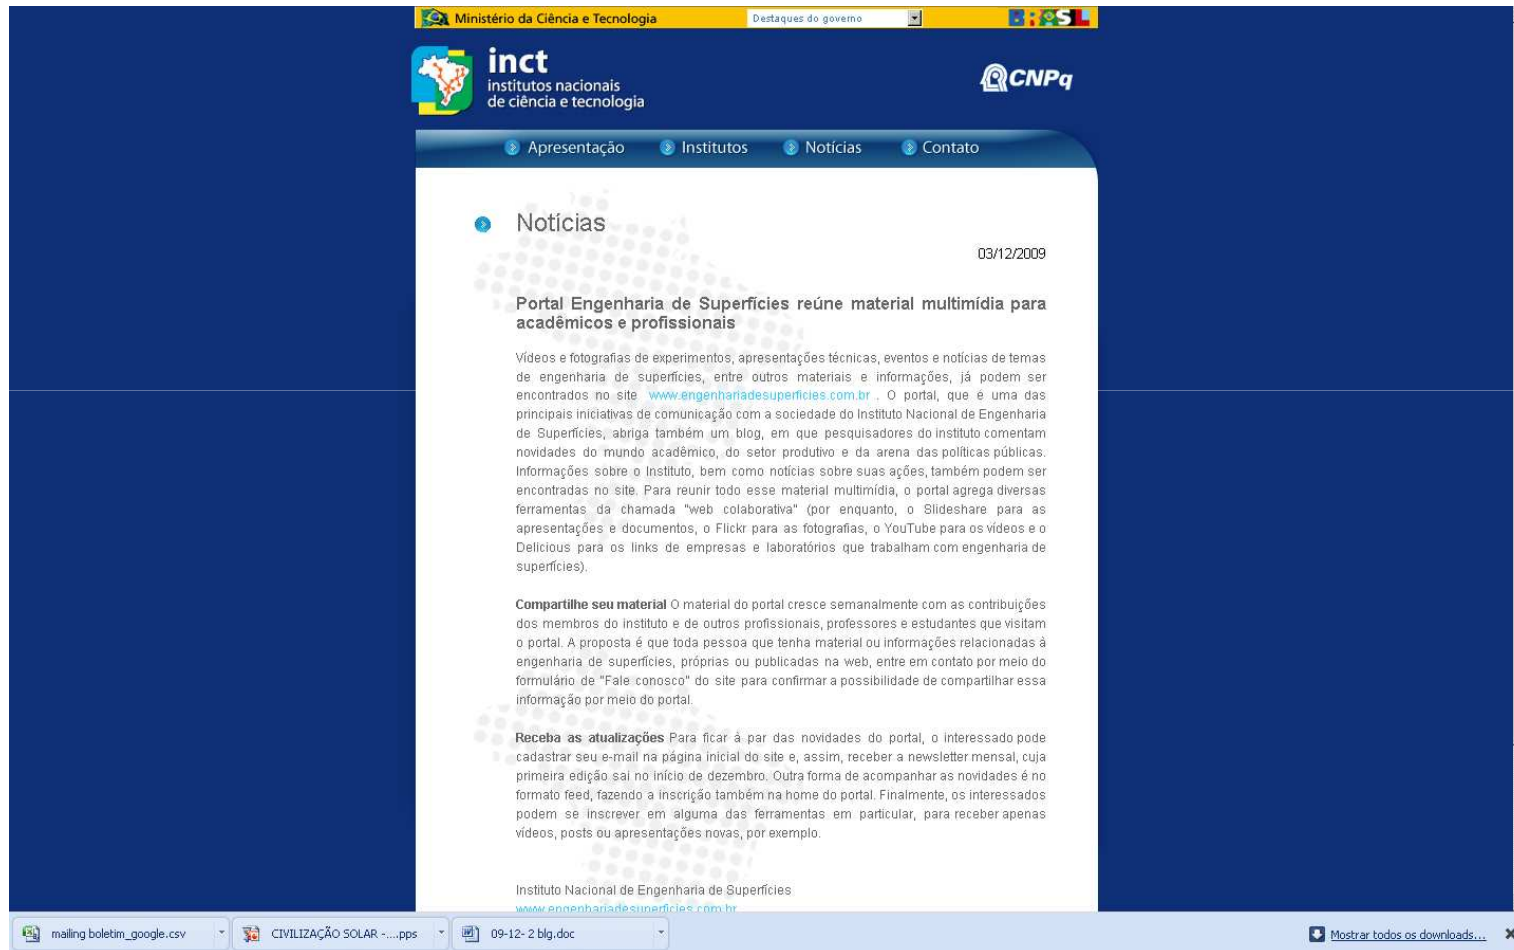 Ministério da Ciência e Tecnologia
Destaques do governo
BRASIL
inct
institutos nacionais
de ciência e tecnologia
CNPq
Apresentação
Institutos
Notícias
Contato
Notícias
03/12/2009
Portal Engenharia de Superfícies reúne material multimídia para
acadêmicos e profissionais
Vídeos e fotografias de experimentos, apresentações técnicas, eventos e notícias de temas
de engenharia de superfícies, entre outros materiais e informações, já podem ser
encontrados no site www.engenhariadesuperficies.com.br . O portal, que é uma das
principais iniciativas de comunicação com a sociedade do Instituto Nacional de Engenharia
de Superfícies, abriga também um blog, em que pesquisadores do instituto comentam
novidades do mundo acadêmico, do setor produtivo e da arena das políticas públicas.
Informações sobre o Instituto, bem como notícias sobre suas ações, também podem ser
encontradas no site. Para reunir todo esse material multimídia, o portal agrega diversas
ferramentas da chamada "web colaborativa" (por enquanto, o Slideshare para as
apresentações e documentos, o Flickr para as fotografias, o YouTube para os vídeos e o
Delicious para os links de empresas e laboratórios que trabalham com engenharia de
superfícies).
Compartilhe seu material O material do portal cresce semanalmente com as contribuições
dos membros do instituto e de outros profissionais, professores e estudantes que visitam
o portal. A proposta é que toda pessoa que tenha material ou informações relacionadas à
engenharia de superfícies, próprias ou publicadas na web, entre em contato por meio do
formulário de "Fale conosco" do site para confirmar a possibilidade de compartilhar essa
informação por meio do portal.
Receba as atualizações Para ficar à par das novidades do portal, o interessado pode
cadastrar seu e-mail na página inicial do site e, assim, receber a newsletter mensal, cuja
primeira edição sai no início de dezembro. Outra forma de acompanhar as novidades é no
formato feed, fazendo a inscrição também na home do portal. Finalmente, os interessados
podem se inscrever em alguma das ferramentas em particular, para receber apenas
vídeos, posts ou apresentações novas, por exemplo.
Instituto Nacional de Engenharia de Superfícies
www.engenhariadesuperficies.com.br
mailing boletim_google.csv
CIVILIZAÇÃO SOLAR -....pps
09-12- 2 blg.doc
Mostrar todos os downloads...